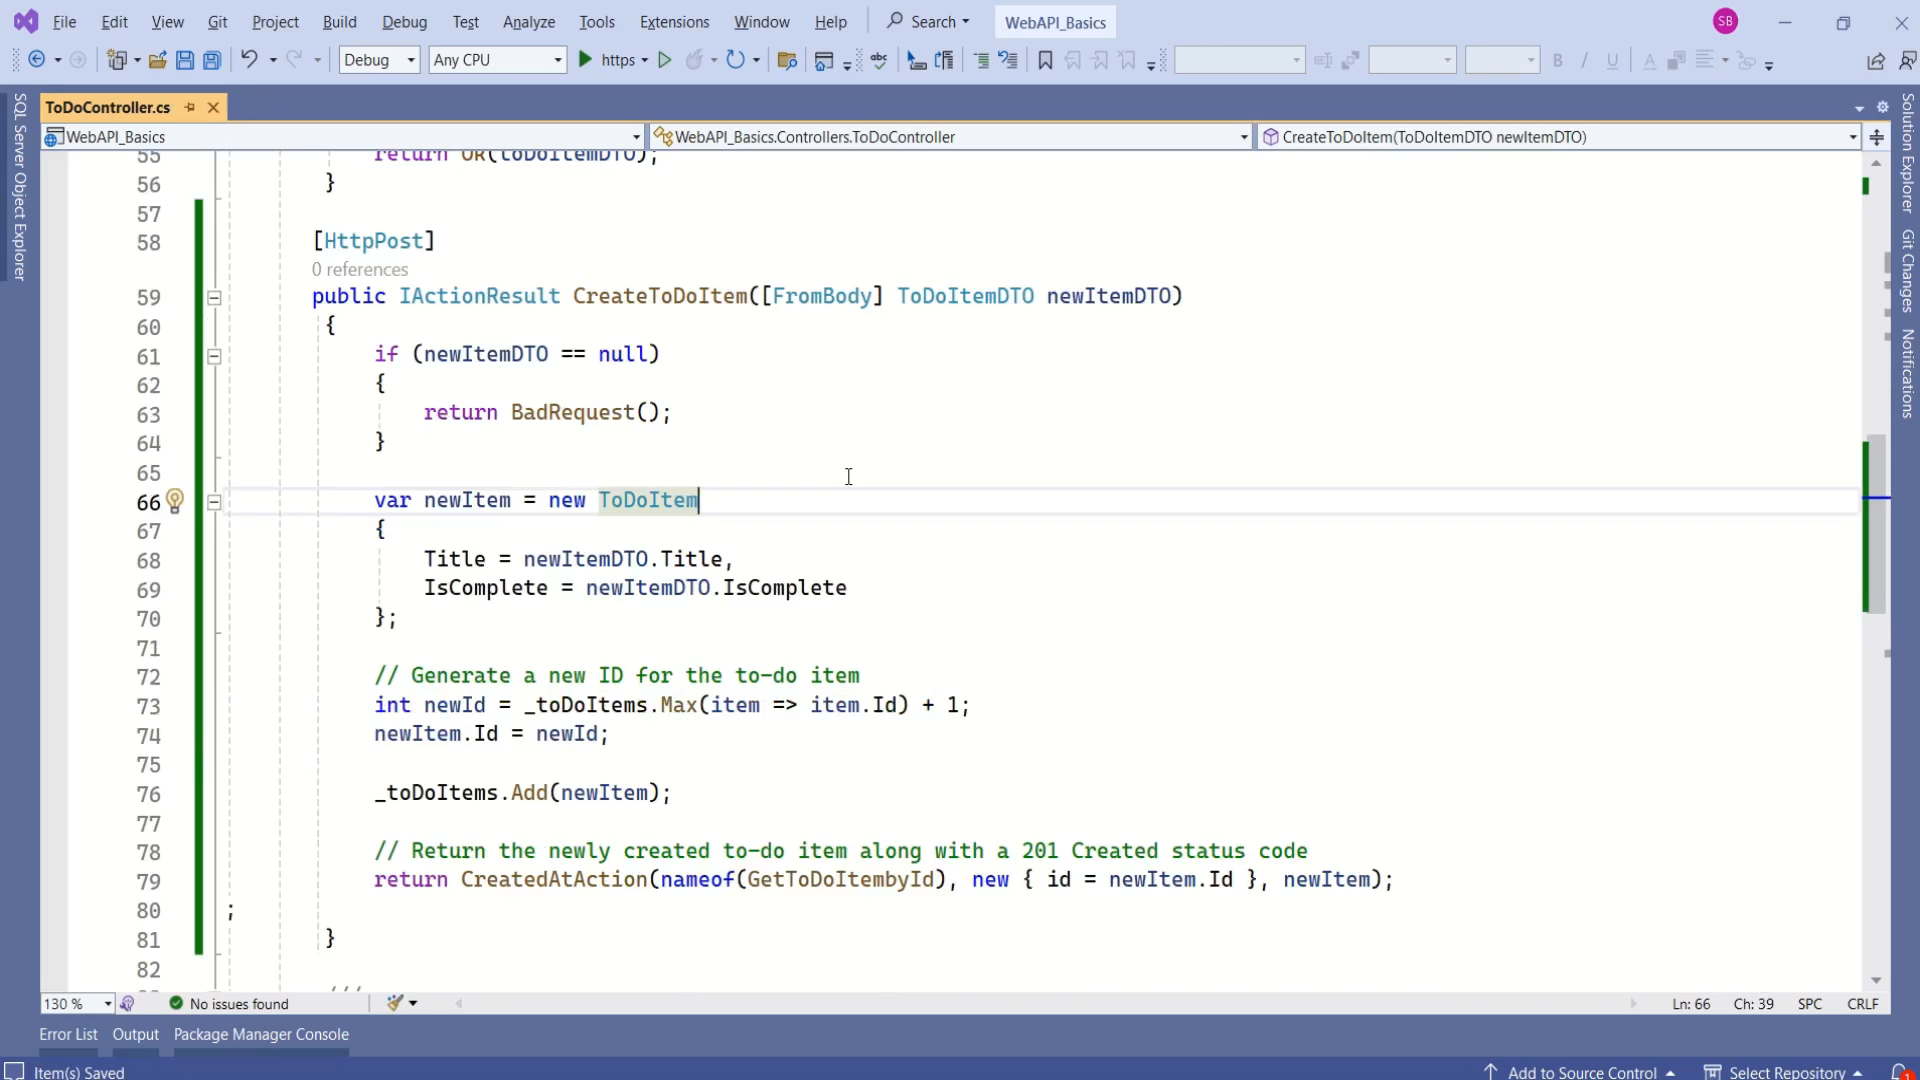 File Edit View Git Project Build Debug Test Analyze Tools Extensions Window Help Search WebAPI_Basics SB
Debug Any CPU https
ToDoController.cs
WebAPI_Basics WebAPI_Basics.Controllers.ToDoController CreateToDoItem(ToDoItemDTO newItemDTO)
SQL Server Object Explorer
55 return OK(toDoItemDTO);
56 }
57
58 [HttpPost]
0 references
59 public IActionResult CreateToDoItem([FromBody] ToDoItemDTO newItemDTO)
60 {
61 if (newItemDTO == null)
62 {
63 return BadRequest();
64 }
65
66 var newItem = new ToDoItem
67 {
68 Title = newItemDTO.Title,
69 IsComplete = newItemDTO.IsComplete
70 };
71
72 // Generate a new ID for the to-do item
73 int newId = _toDoItems.Max(item => item.Id) + 1;
74 newItem.Id = newId;
75
76 _toDoItems.Add(newItem);
77
78 // Return the newly created to-do item along with a 201 Created status code
79 return CreatedAtAction(nameof(GetToDoItembyId), new { id = newItem.Id }, newItem);
80 ;
81 }
82
///
Solution Explorer
Git Changes
Notifications
130 % No issues found Ln: 66 Ch: 39 SPC CRLF
Error List Output Package Manager Console
Item(s) Saved Add to Source Control Select Repository 1